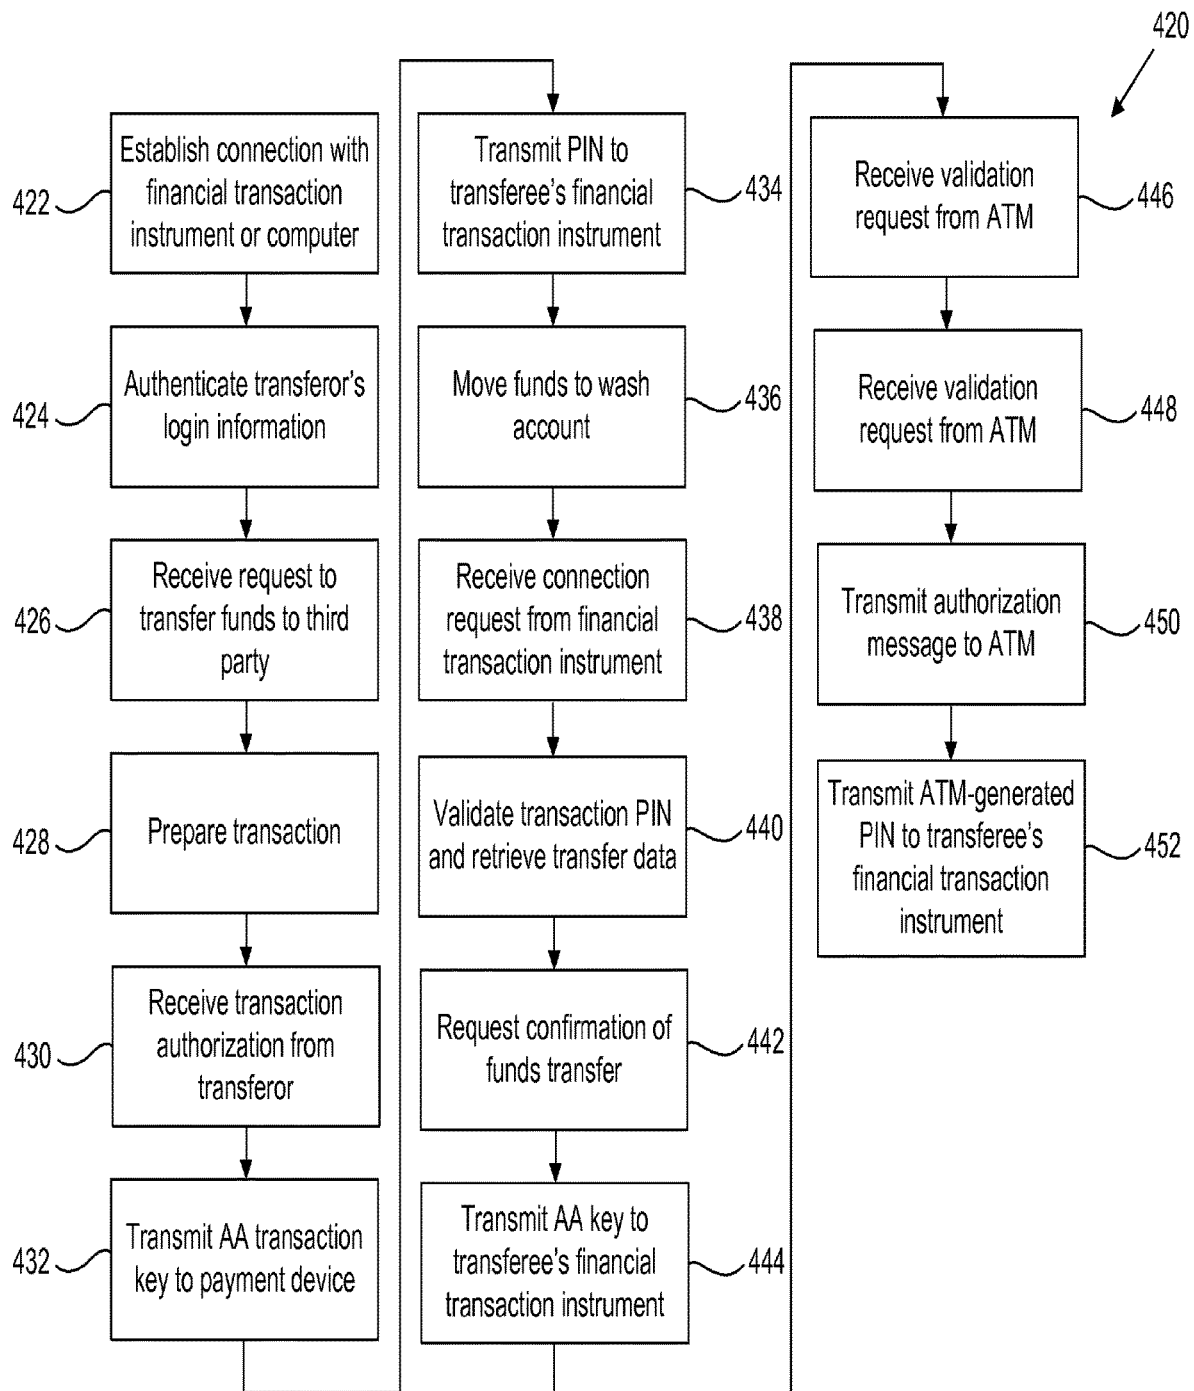 420
422
Establish connection with
financial transaction
instrument or computer
424
Authenticate transferor's
login information
426
Receive request to
transfer funds to third
party
428
Prepare transaction
430
Receive transaction
authorization from
transferor
432
Transmit AA transaction
key to payment device
Transmit PIN to
transferee's financial
transaction instrument
434
Move funds to wash
account
436
Receive connection
request from financial
transaction instrument
438
Validate transaction PIN
and retrieve transfer data
440
Request confirmation of
funds transfer
442
Transmit AA key to
transferee's financial
transaction instrument
444
Receive validation
request from ATM
446
Receive validation
request from ATM
448
Transmit authorization
message to ATM
450
Transmit ATM-generated
PIN to transferee's
financial transaction
instrument
452